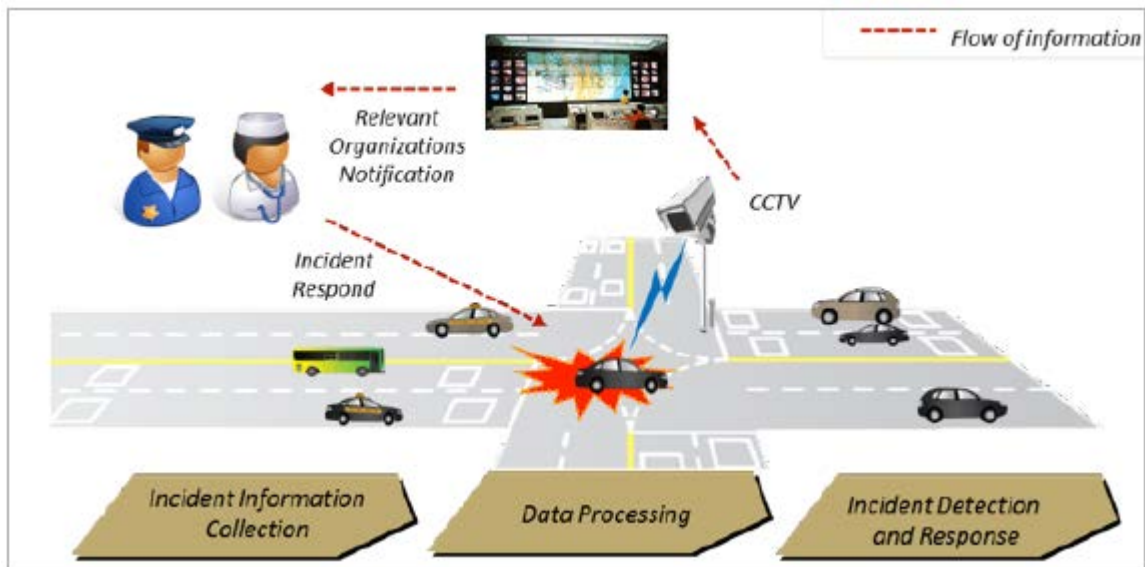 Flow of information
Relevant
Organizations
Notification
CCTV
Incident
Respond
Incident Information
Collection
Data Processing
Incident Detection
and Response